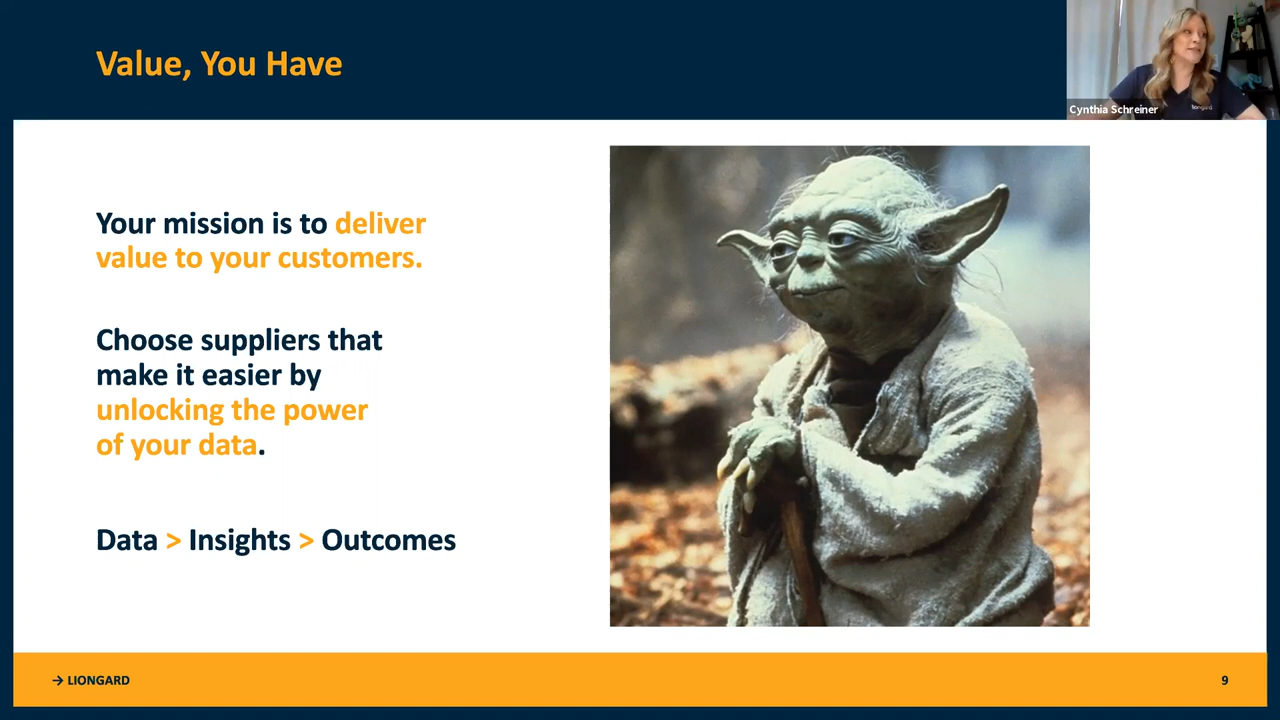 Value, You Have
Cynthia Schreiner
liongard
Your mission is to deliver
value to your customers.
Choose suppliers that
make it easier by
unlocking the power
of your data.
Data > Insights > Outcomes
→ LIONGARD
9